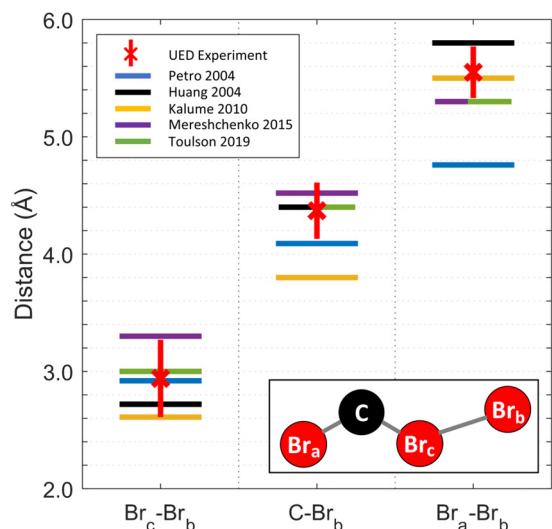 6.0
5.0
4.0
3.0
2.0
Distance (Å)
UED Experiment
Petro 2004
Huang 2004
Kalume 2010
Mereshchenko 2015
Toulson 2019
C
Br_b
Br_a
Br_c
Br_c-Br_b
C-Br_b
Br_a-Br_b